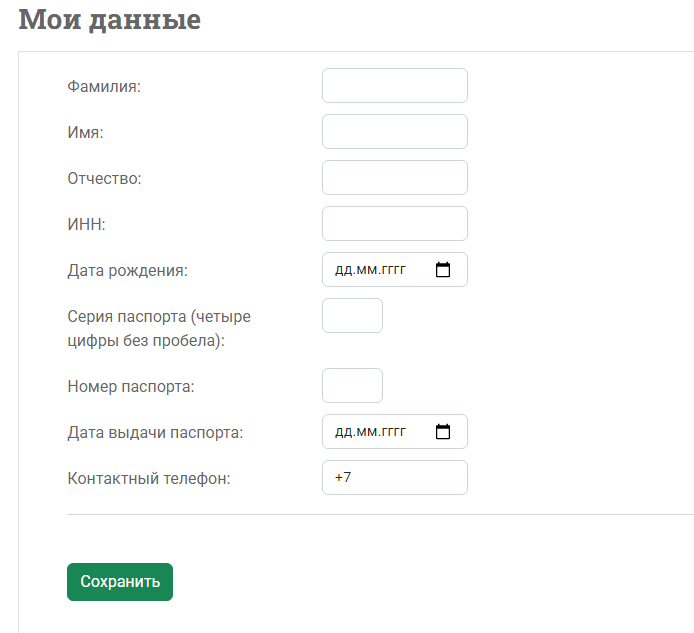 Мои данные
Фамилия:
Имя:
Отчество:
ИНН:
Дата рождения:
дд.мм.гггг
Серия паспорта (четыре
цифры без пробела):
Номер паспорта:
Дата выдачи паспорта:
дд.мм.гггг
Контактный телефон:
+7
Сохранить